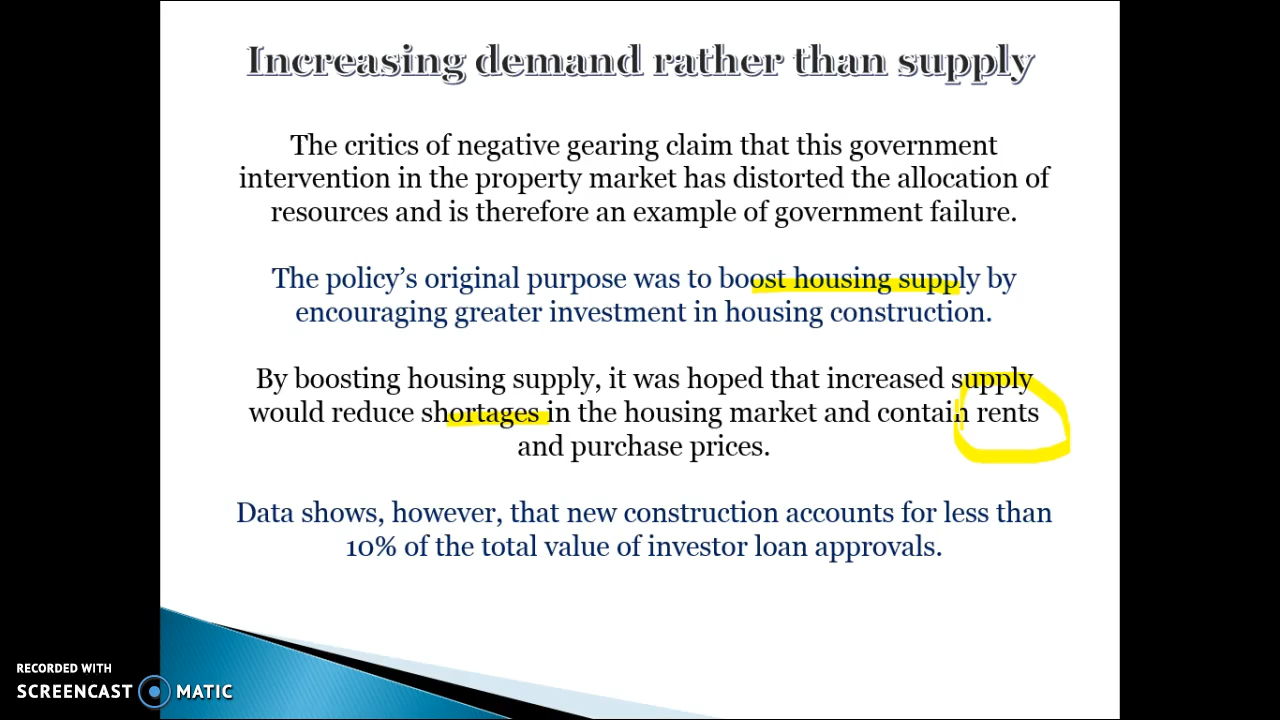 Increasing demand rather than supply
The critics of negative gearing claim that this government
intervention in the property market has distorted the allocation of
resources and is therefore an example of government failure.
The policy’s original purpose was to boost housing supply by
encouraging greater investment in housing construction.
By boosting housing supply, it was hoped that increased supply
would reduce shortages in the housing market and contain rents
and purchase prices.
Data shows, however, that new construction accounts for less than
10% of the total value of investor loan approvals.
RECORDED WITH
SCREENCAST MATIC